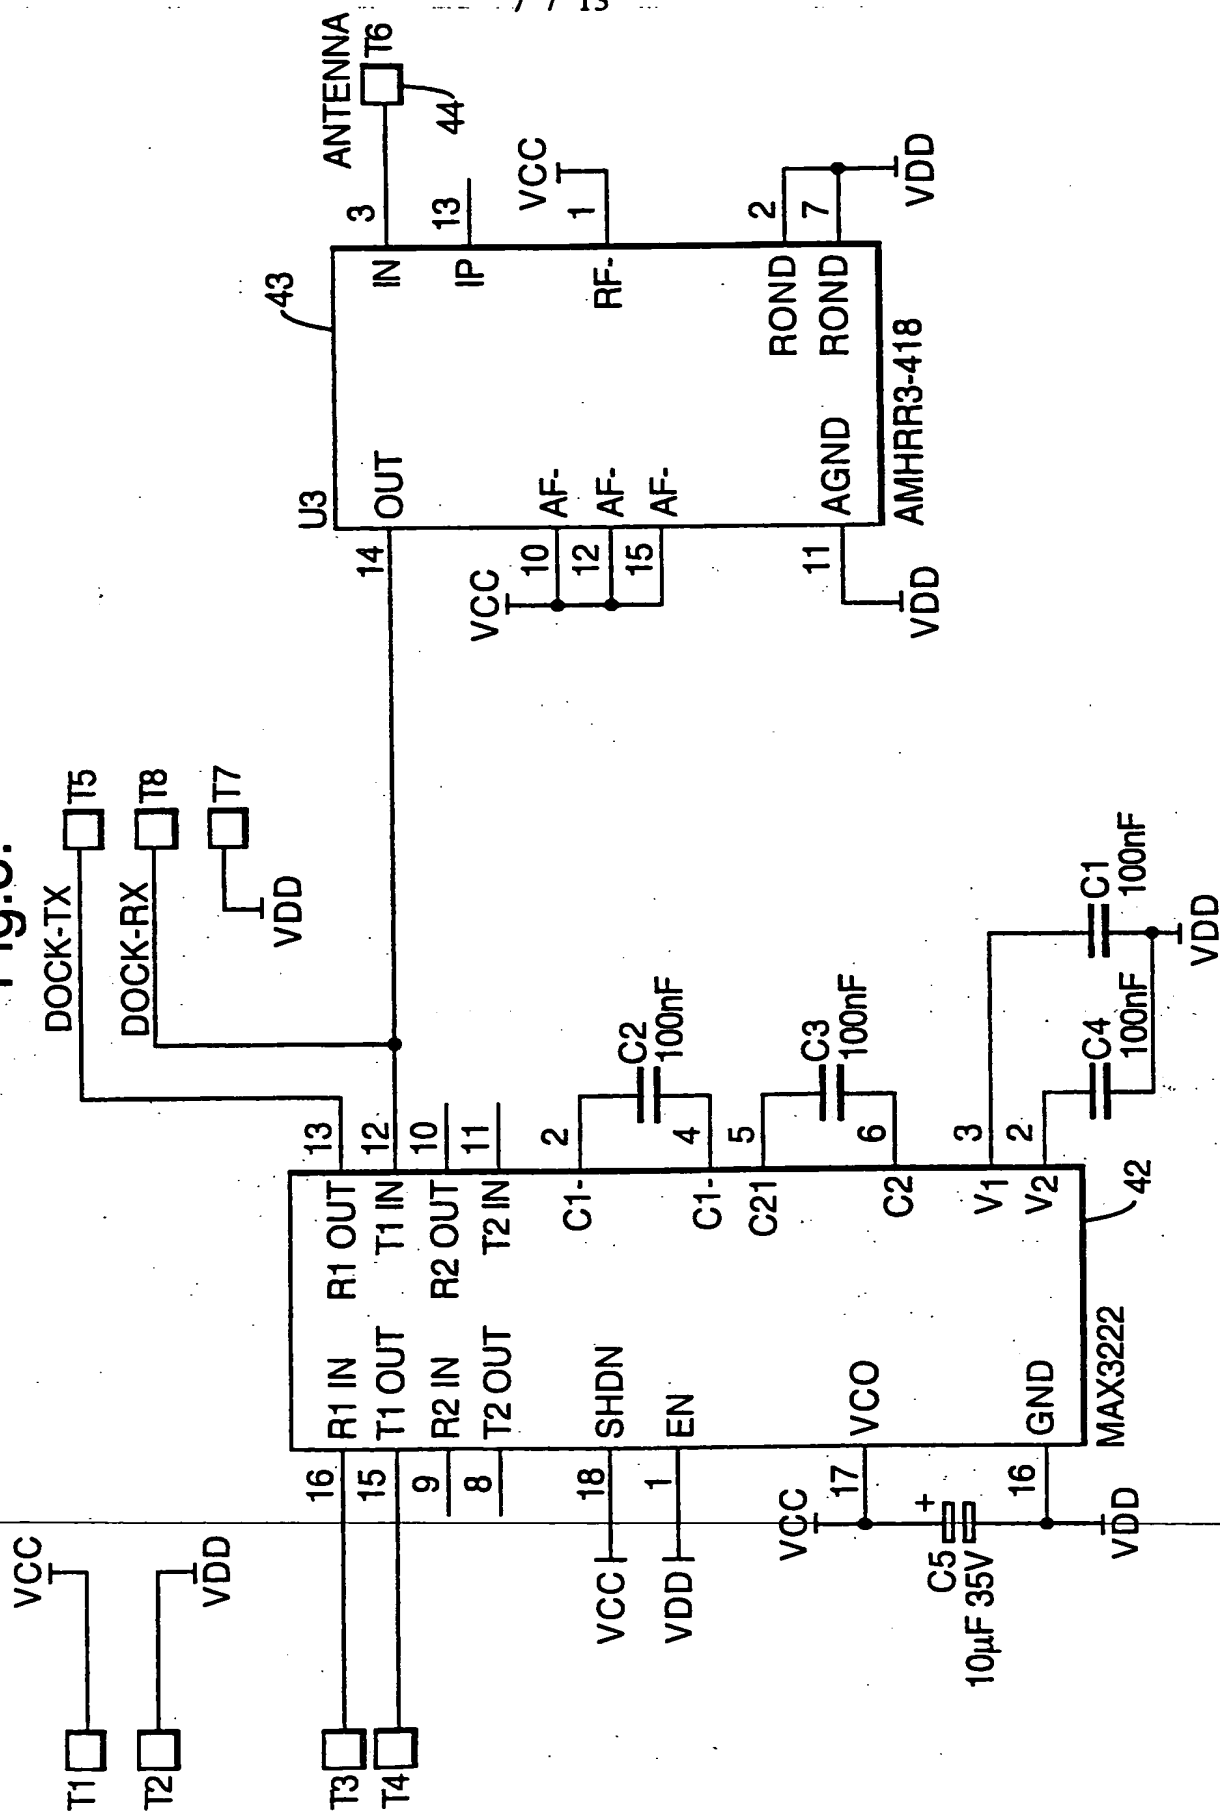 7 / 13
Fig.8.
T1
VCC
T2
VDD
T3
T4
DOCK-TX
T5
DOCK-RX
T8
T7
VDD
16
R1 IN
R1 OUT
13
15
T1 OUT
T1 IN
12
9
R2 IN
R2 OUT
10
8
T2 OUT
T2 IN
11
VCC
18
SHDN
VDD
1
EN
C1-
2
C2
100nF
C1-
4
C21
5
C3
100nF
C2
6
VCC
17
VCO
C5
+
10µF 35V
16
GND
VDD
V1
3
C1
100nF
V2
2
C4
100nF
VDD
MAX3222
42
U3
43
14
OUT
IN
3
ANTENNA
T6
44
IP
13
VCC
10
AF-
12
AF-
15
AF-
RF-
1
VCC
11
AGND
VDD
ROND
2
ROND
7
VDD
AMHRR3-418